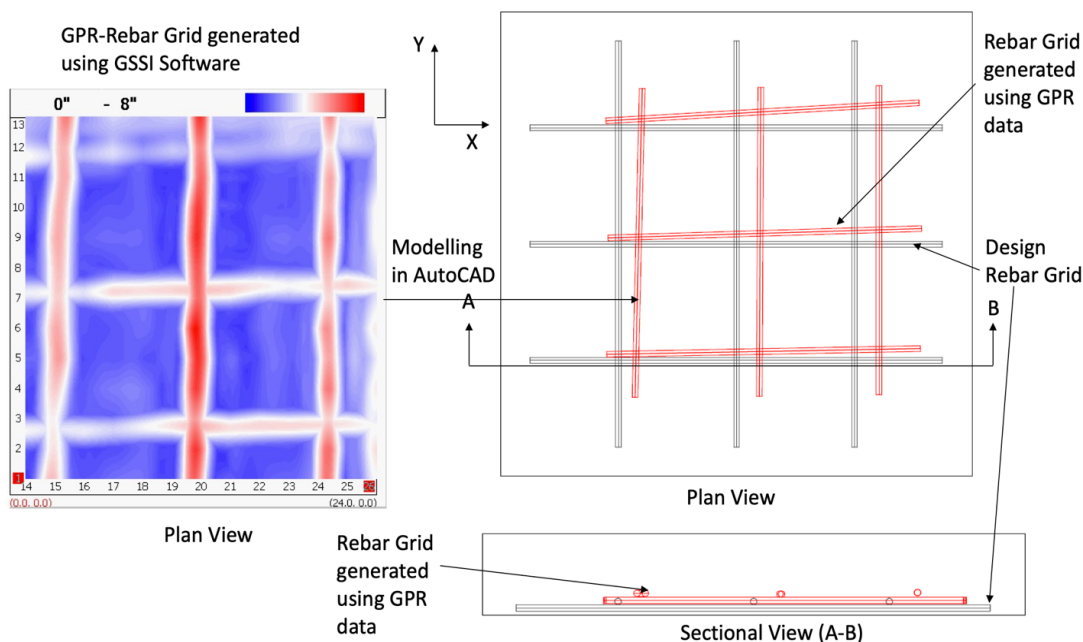 GPR-Rebar Grid generated
using GSSI Software
0" - 8"
13
12
11
10
9
8
7
6
5
4
3
2
1
14 15 16 17 18 19 20 21 22 23 24 25 26
(0.0, 0.0) (24.0, 0.0)
Plan View
Y
X
Modelling
in AutoCAD
A
B
Rebar Grid
generated
using GPR
data
Design
Rebar Grid
Plan View
Rebar Grid
generated
using GPR
data
Sectional View (A-B)